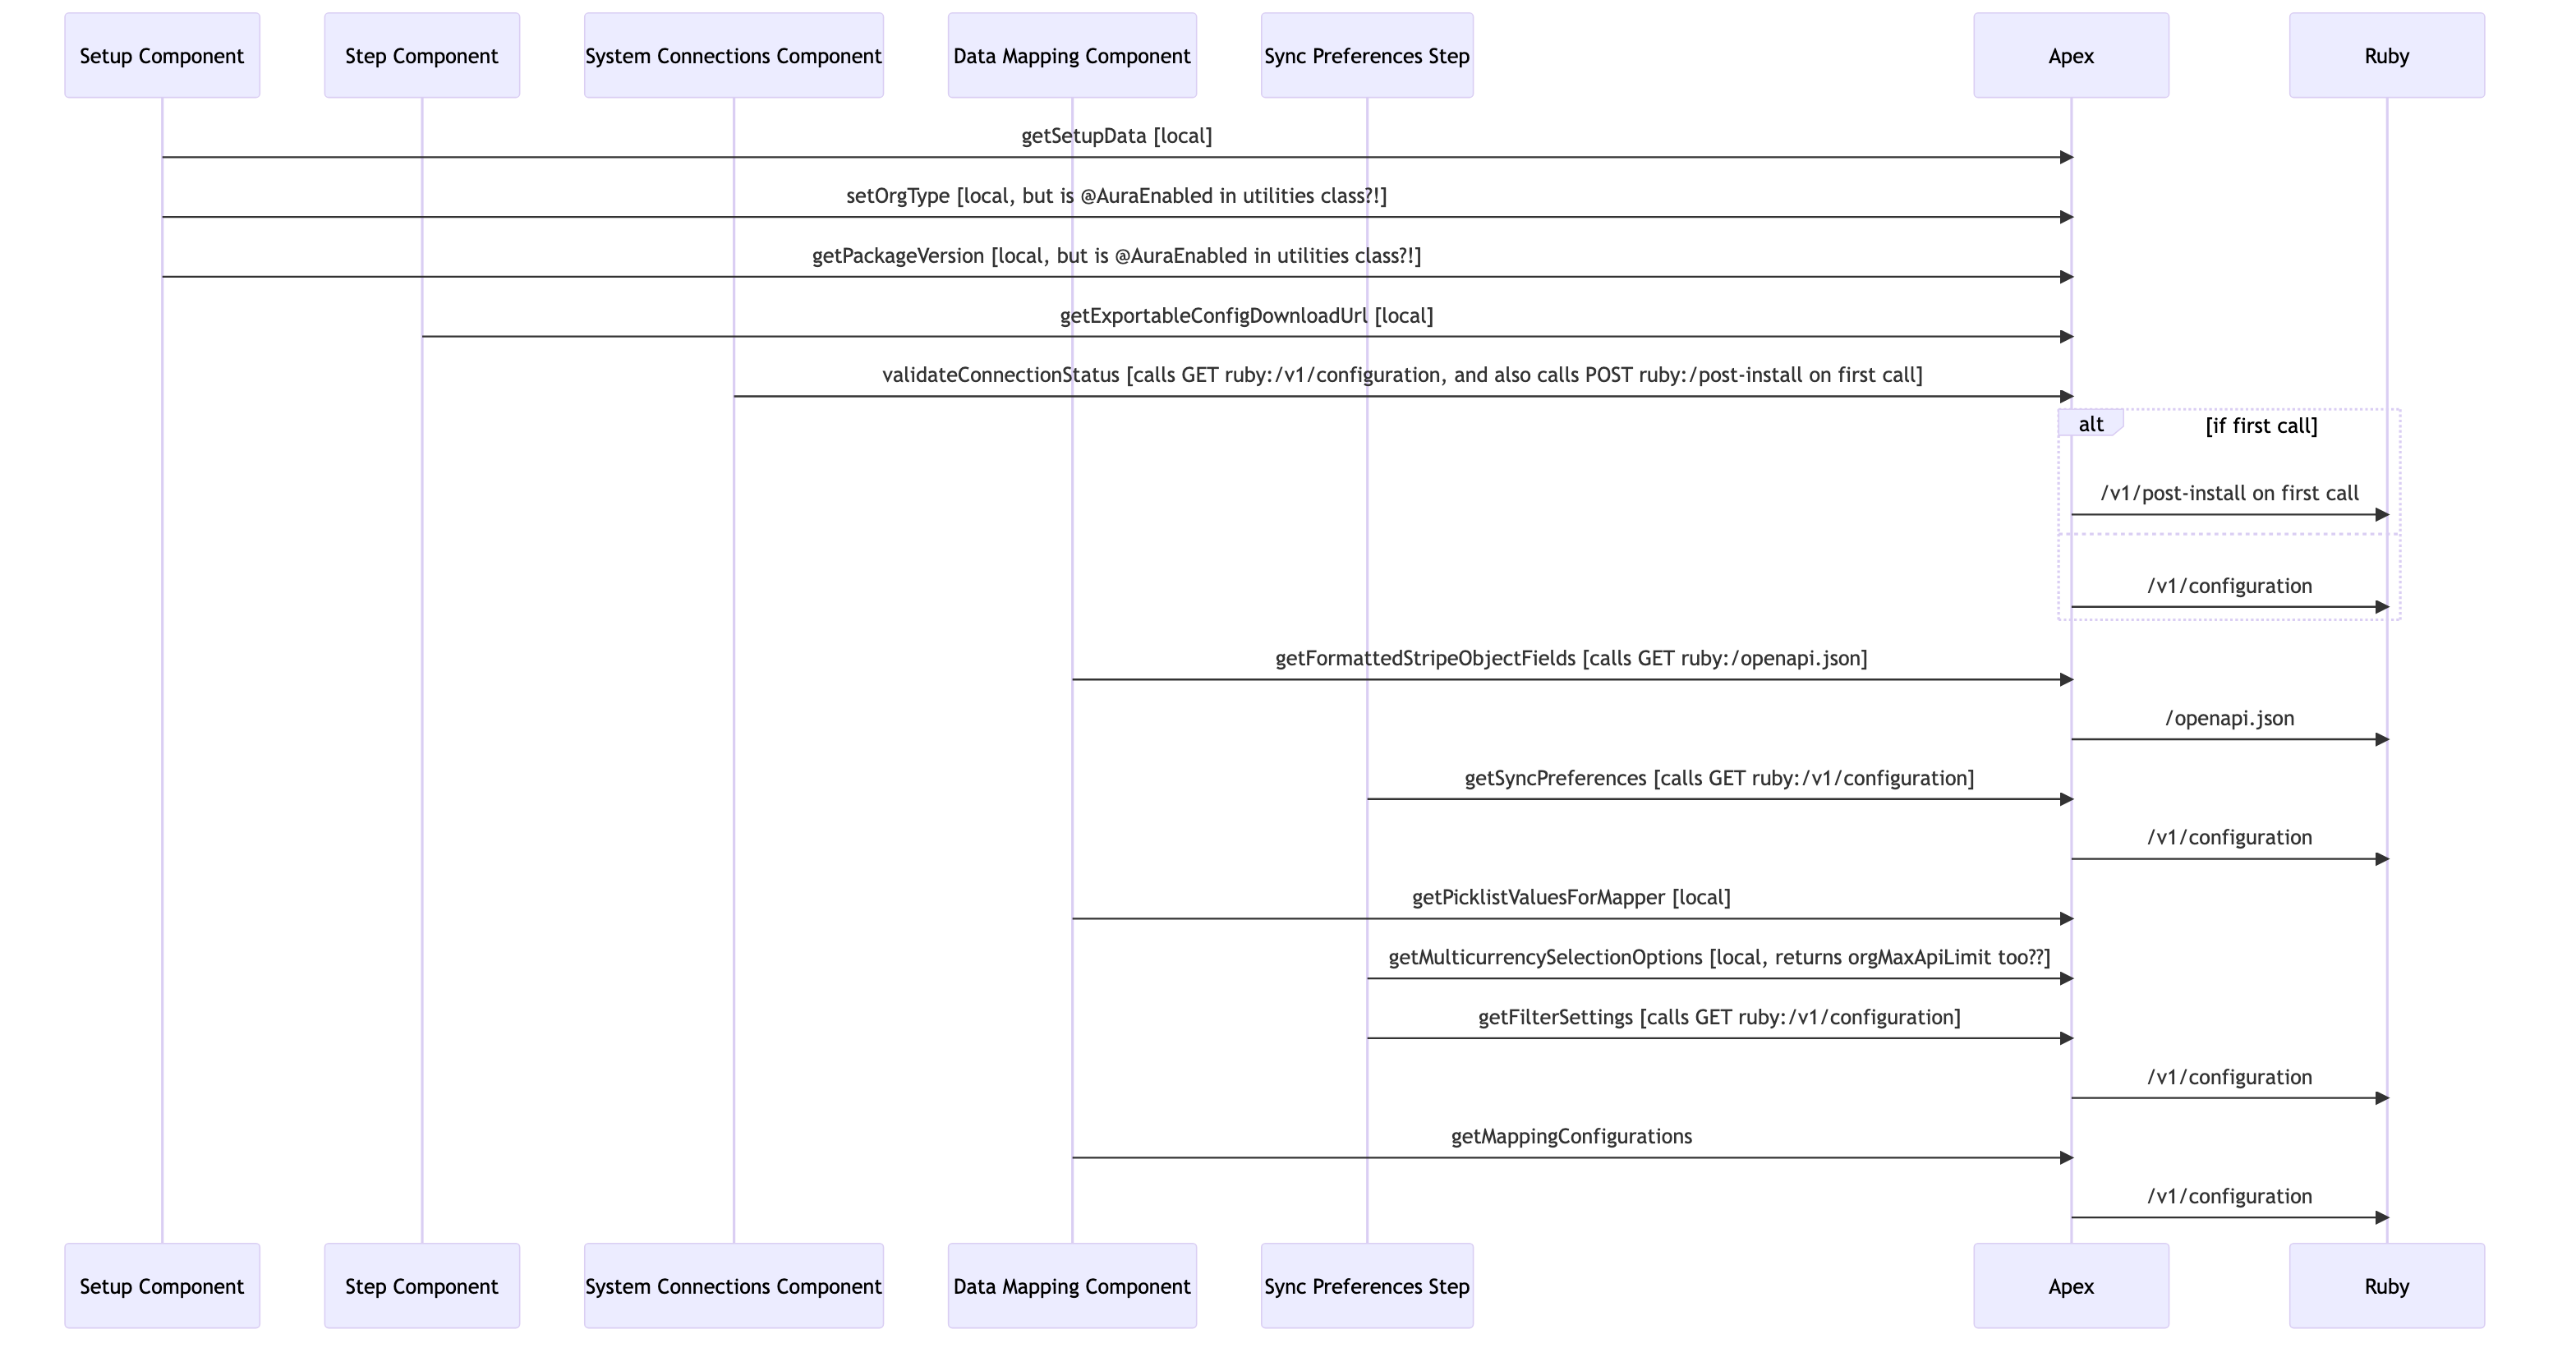 Setup Component
Step Component
System Connections Component
Data Mapping Component
Sync Preferences Step
Apex
Ruby
getSetupData [local]
setOrgType [local, but is @AuraEnabled in utilities class?!]
getPackageVersion [local, but is @AuraEnabled in utilities class?!]
getExportableConfigDownloadUrl [local]
validateConnectionStatus [calls GET ruby:/v1/configuration, and also calls POST ruby:/post-install on first call]
alt
[if first call]
/v1/post-install on first call
/v1/configuration
getFormattedStripeObjectFields [calls GET ruby:/openapi.json]
/openapi.json
getSyncPreferences [calls GET ruby:/v1/configuration]
/v1/configuration
getPicklistValuesForMapper [local]
getMulticurrencySelectionOptions [local, returns orgMaxApiLimit too??]
getFilterSettings [calls GET ruby:/v1/configuration]
/v1/configuration
getMappingConfigurations
/v1/configuration
Setup Component
Step Component
System Connections Component
Data Mapping Component
Sync Preferences Step
Apex
Ruby